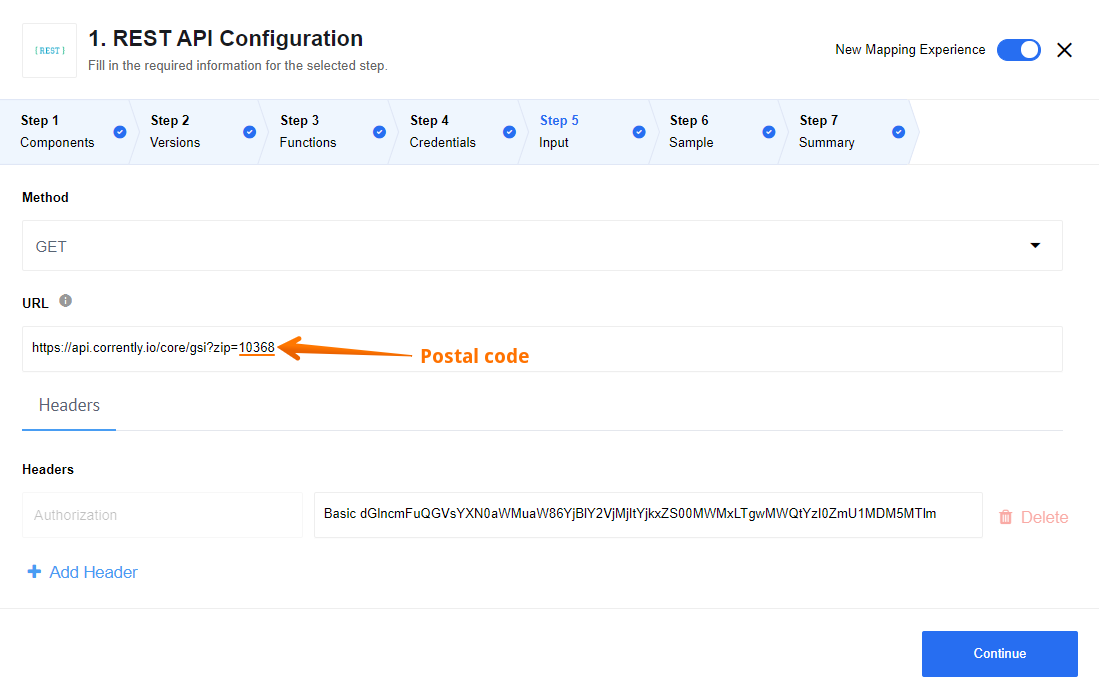 {REST}
1. REST API Configuration
Fill in the required information for the selected step.
New Mapping Experience
Step 1
Components
Step 2
Versions
Step 3
Functions
Step 4
Credentials
Step 5
Input
Step 6
Sample
Step 7
Summary
Method
GET
URL
https://api.corrently.io/core/gsi?zip=10368
Postal code
Headers
Headers
Authorization
Basic dGlncmFuQGVsYXN0aWMuaW86YjBlY2VjMjItYjkxZS00MWMxLTgwMWQtYzI0ZmU1MDM5MTlm
Delete
Add Header
Continue